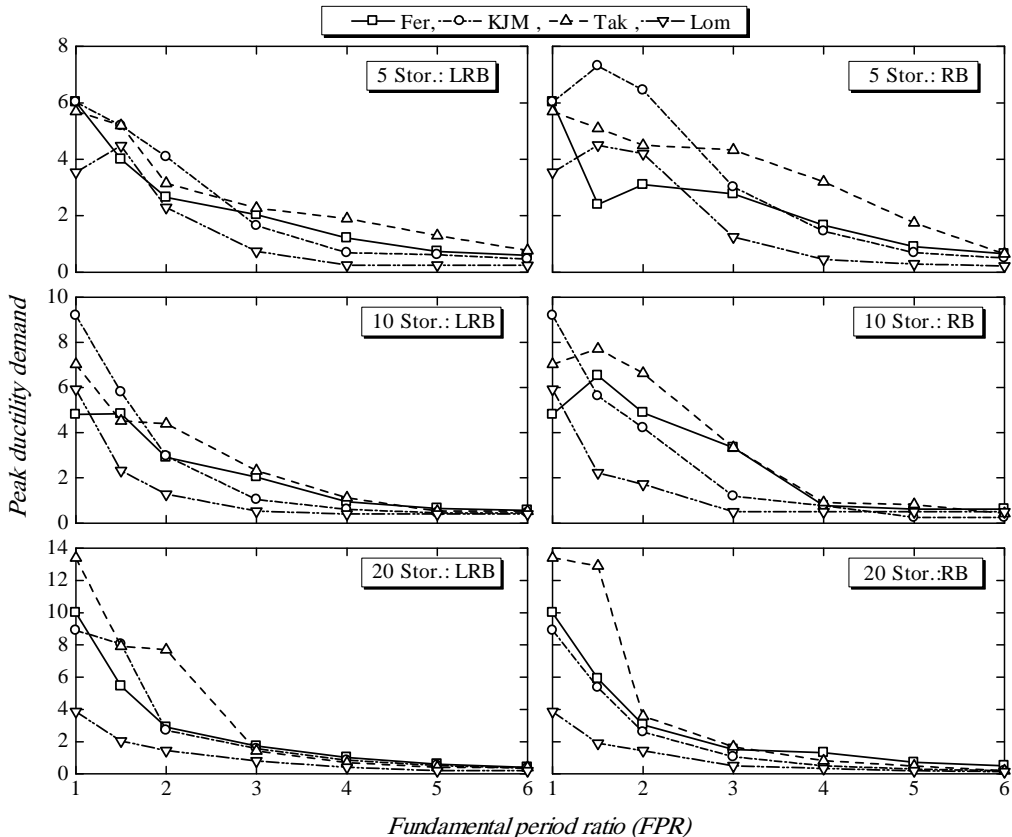 Fer, KJM , Tak , Lom
8
6
4
2
0
5 Stor.: LRB
5 Stor.: RB
10
8
6
4
2
0
10 Stor.: LRB
10 Stor.: RB
14
12
10
8
6
4
2
0
20 Stor.: LRB
20 Stor.:RB
1 2 3 4 5 6
1 2 3 4 5 6
Peak ductility demand
Fundamental period ratio (FPR)